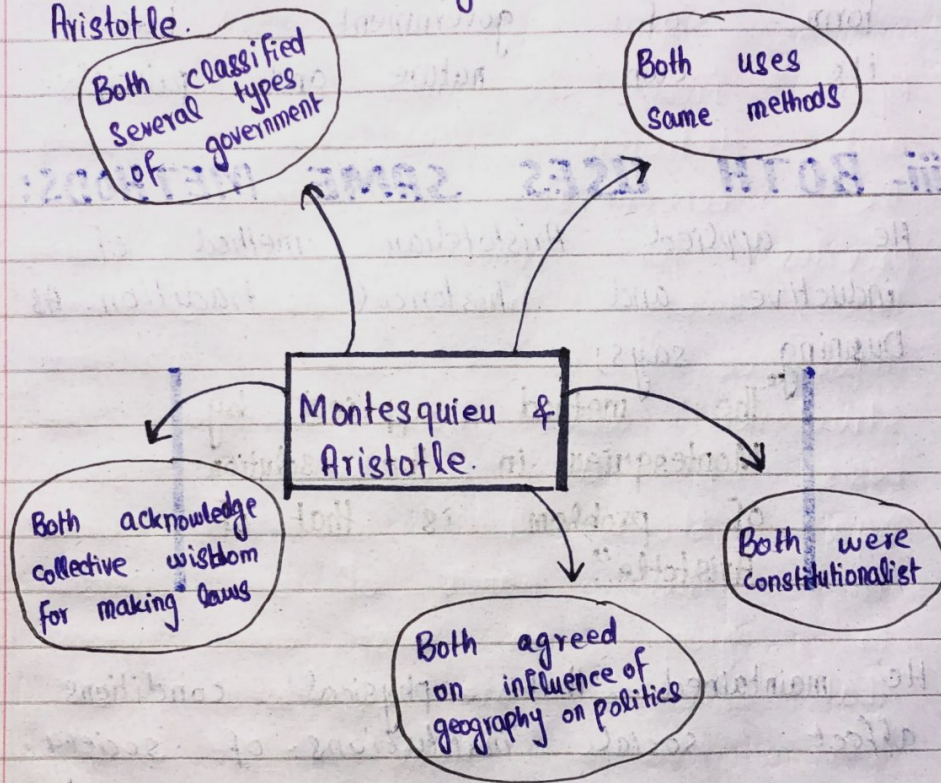 Aristotle.
Both classified
several types
of government
Both uses
same methods
Montesquieu &
Aristotle.
Both acknowledge
collective wisdom
for making laws
Both were
constitutionalist
Both agreed
on influence of
geography on politics